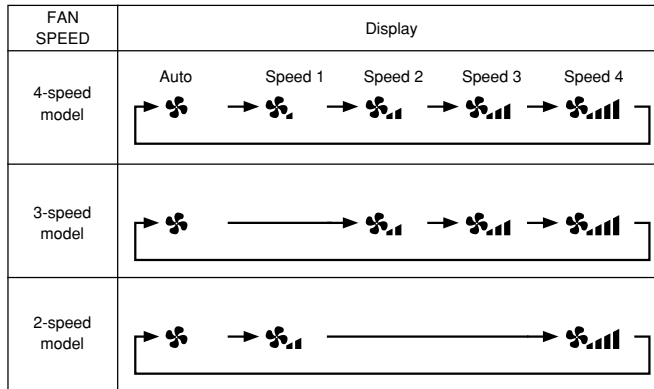 FAN
SPEED
Display
4-speed
model
Auto
Speed 1
Speed 2
Speed 3
Speed 4
3-speed
model
2-speed
model